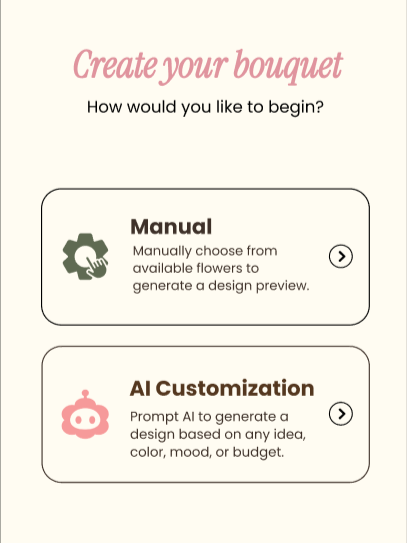 Create your bouquet
How would you like to begin?
Manual
Manually choose from
available flowers to
generate a design preview.
AI Customization
Prompt AI to generate a
design based on any idea,
color, mood, or budget.